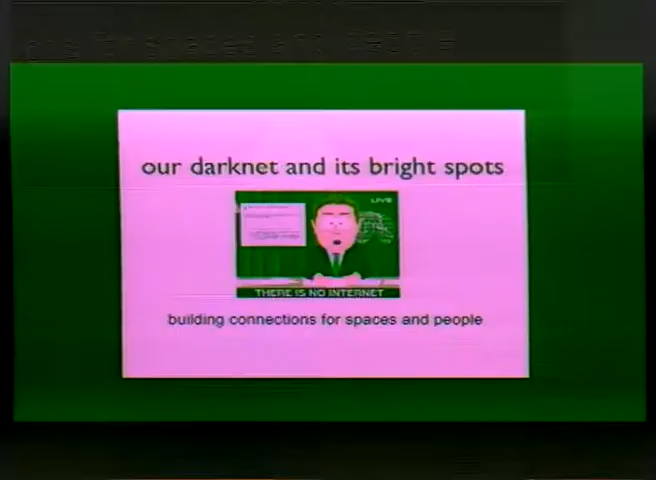 our darknet and its bright spots
LIVE
THERE IS NO INTERNET
building connections for spaces and people